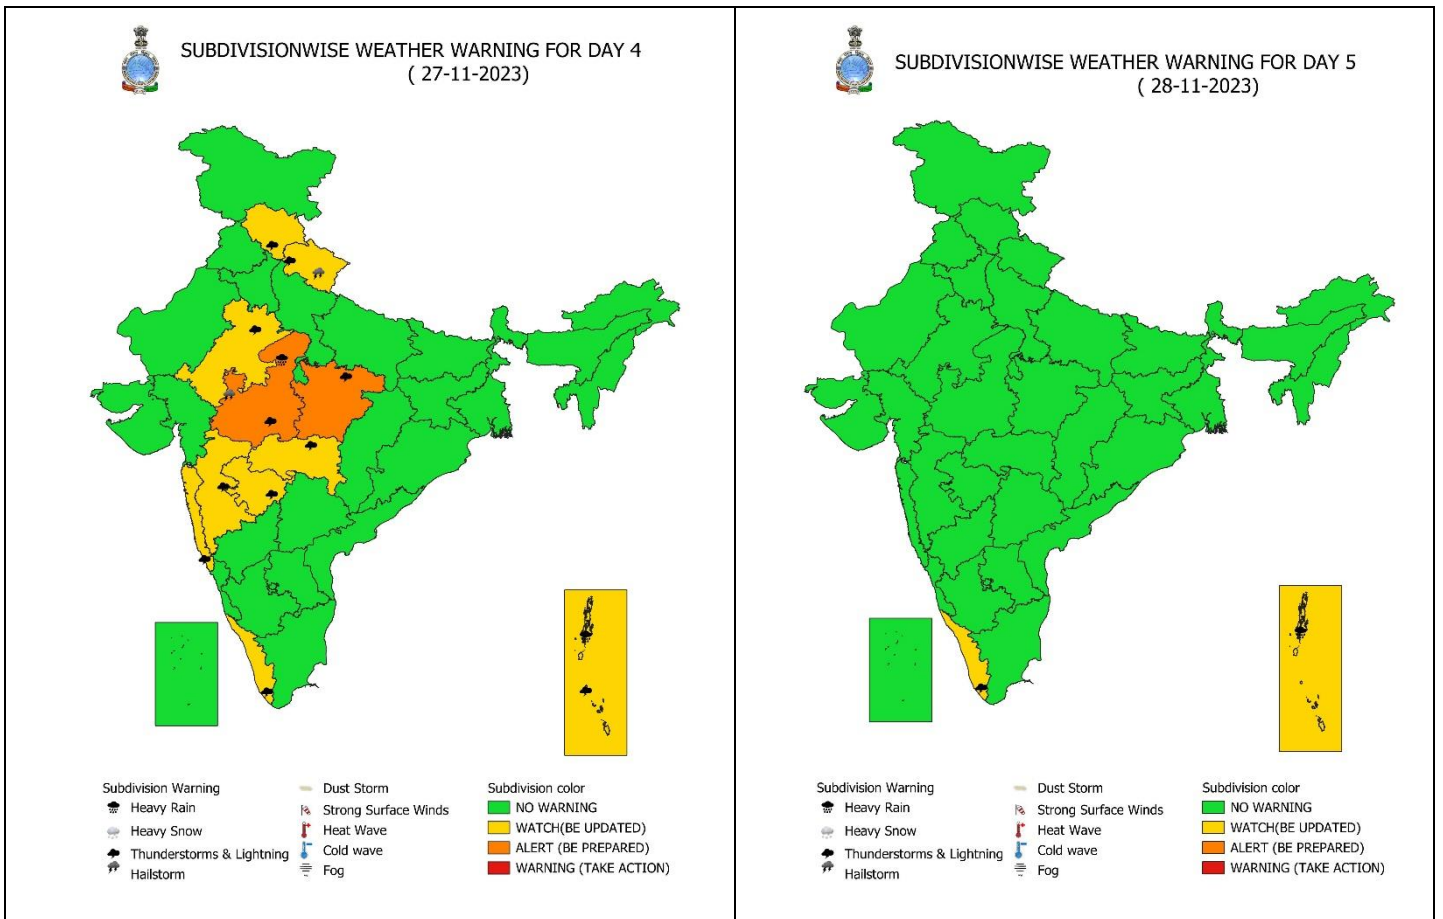 SUBDIVISIONWISE WEATHER WARNING FOR DAY 4
( 27-11-2023)
Subdivision Warning
Heavy Rain
Heavy Snow
Thunderstorms & Lightning
Hailstorm
Dust Storm
Strong Surface Winds
Heat Wave
Cold wave
Fog
Subdivision color
NO WARNING
WATCH(BE UPDATED)
ALERT (BE PREPARED)
WARNING (TAKE ACTION)
SUBDIVISIONWISE WEATHER WARNING FOR DAY 5
( 28-11-2023)
Subdivision Warning
Heavy Rain
Heavy Snow
Thunderstorms & Lightning
Hailstorm
Dust Storm
Strong Surface Winds
Heat Wave
Cold wave
Fog
Subdivision color
NO WARNING
WATCH(BE UPDATED)
ALERT (BE PREPARED)
WARNING (TAKE ACTION)